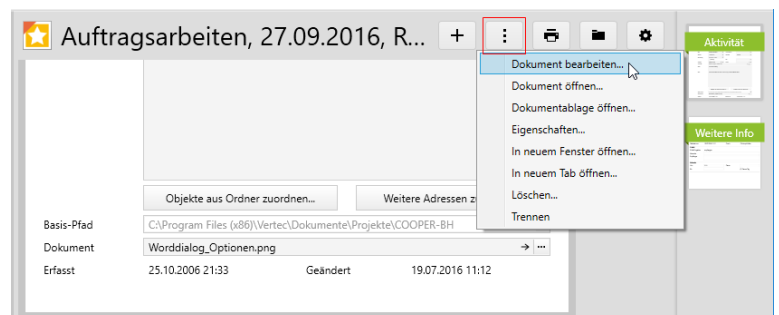 Auftragsarbeiten, 27.09.2016, R...
Aktivität
Dokument bearbeiten...
Dokument öffnen...
Dokumentablage öffnen...
Eigenschaften...
In neuem Fenster öffnen...
In neuem Tab öffnen...
Löschen...
Trennen
Weitere Info
Objekte aus Ordner zuordnen...
Weitere Adressen
Basis-Pfad
C:\Program Files (x86)\Vertec\Dokumente\Projekte\COOPER-BH
Dokument
Worddialog_Optionen.png
Erfasst
25.10.2006 21:33
Geändert
19.07.2016 11:12